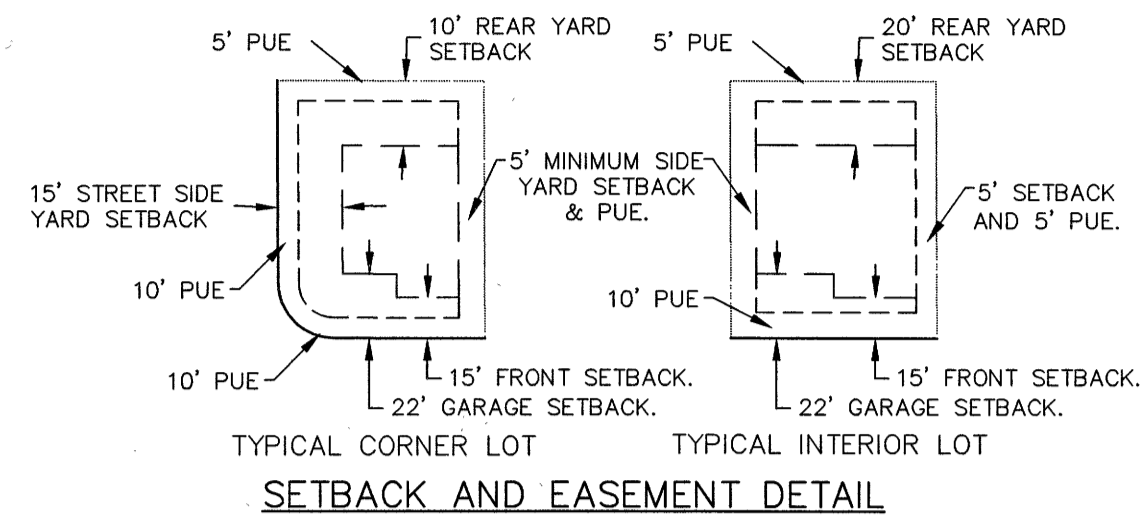 5' PUE
10' REAR YARD
SETBACK
15' STREET SIDE
YARD SETBACK
10' PUE
10' PUE
15' FRONT SETBACK.
22' GARAGE SETBACK.
TYPICAL CORNER LOT
5' MINIMUM SIDE
YARD SETBACK
& PUE.
5' PUE
20' REAR YARD
SETBACK
5' SETBACK
AND 5' PUE.
10' PUE
15' FRONT SETBACK.
22' GARAGE SETBACK.
TYPICAL INTERIOR LOT
SETBACK AND EASEMENT DETAIL